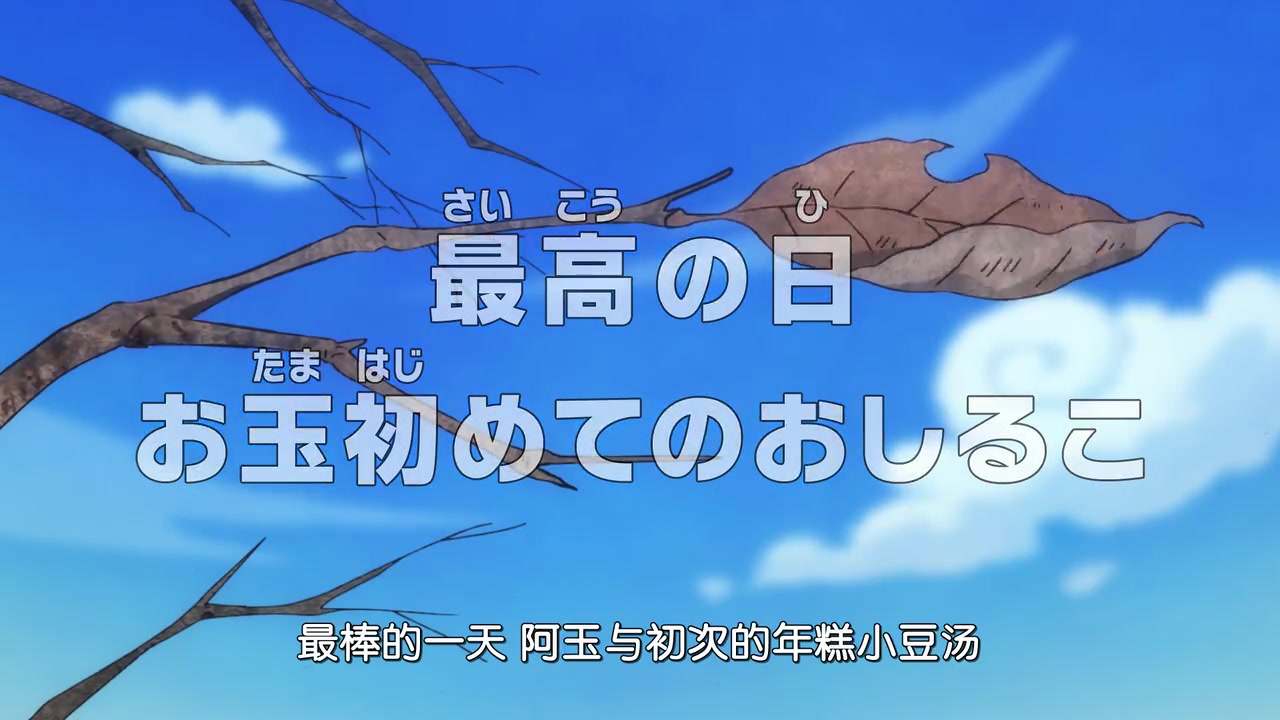 さい こう ひ
最高の日
たま はじ
お玉初めてのおしるこ
最棒的一天 阿玉与初次的年糕小豆汤